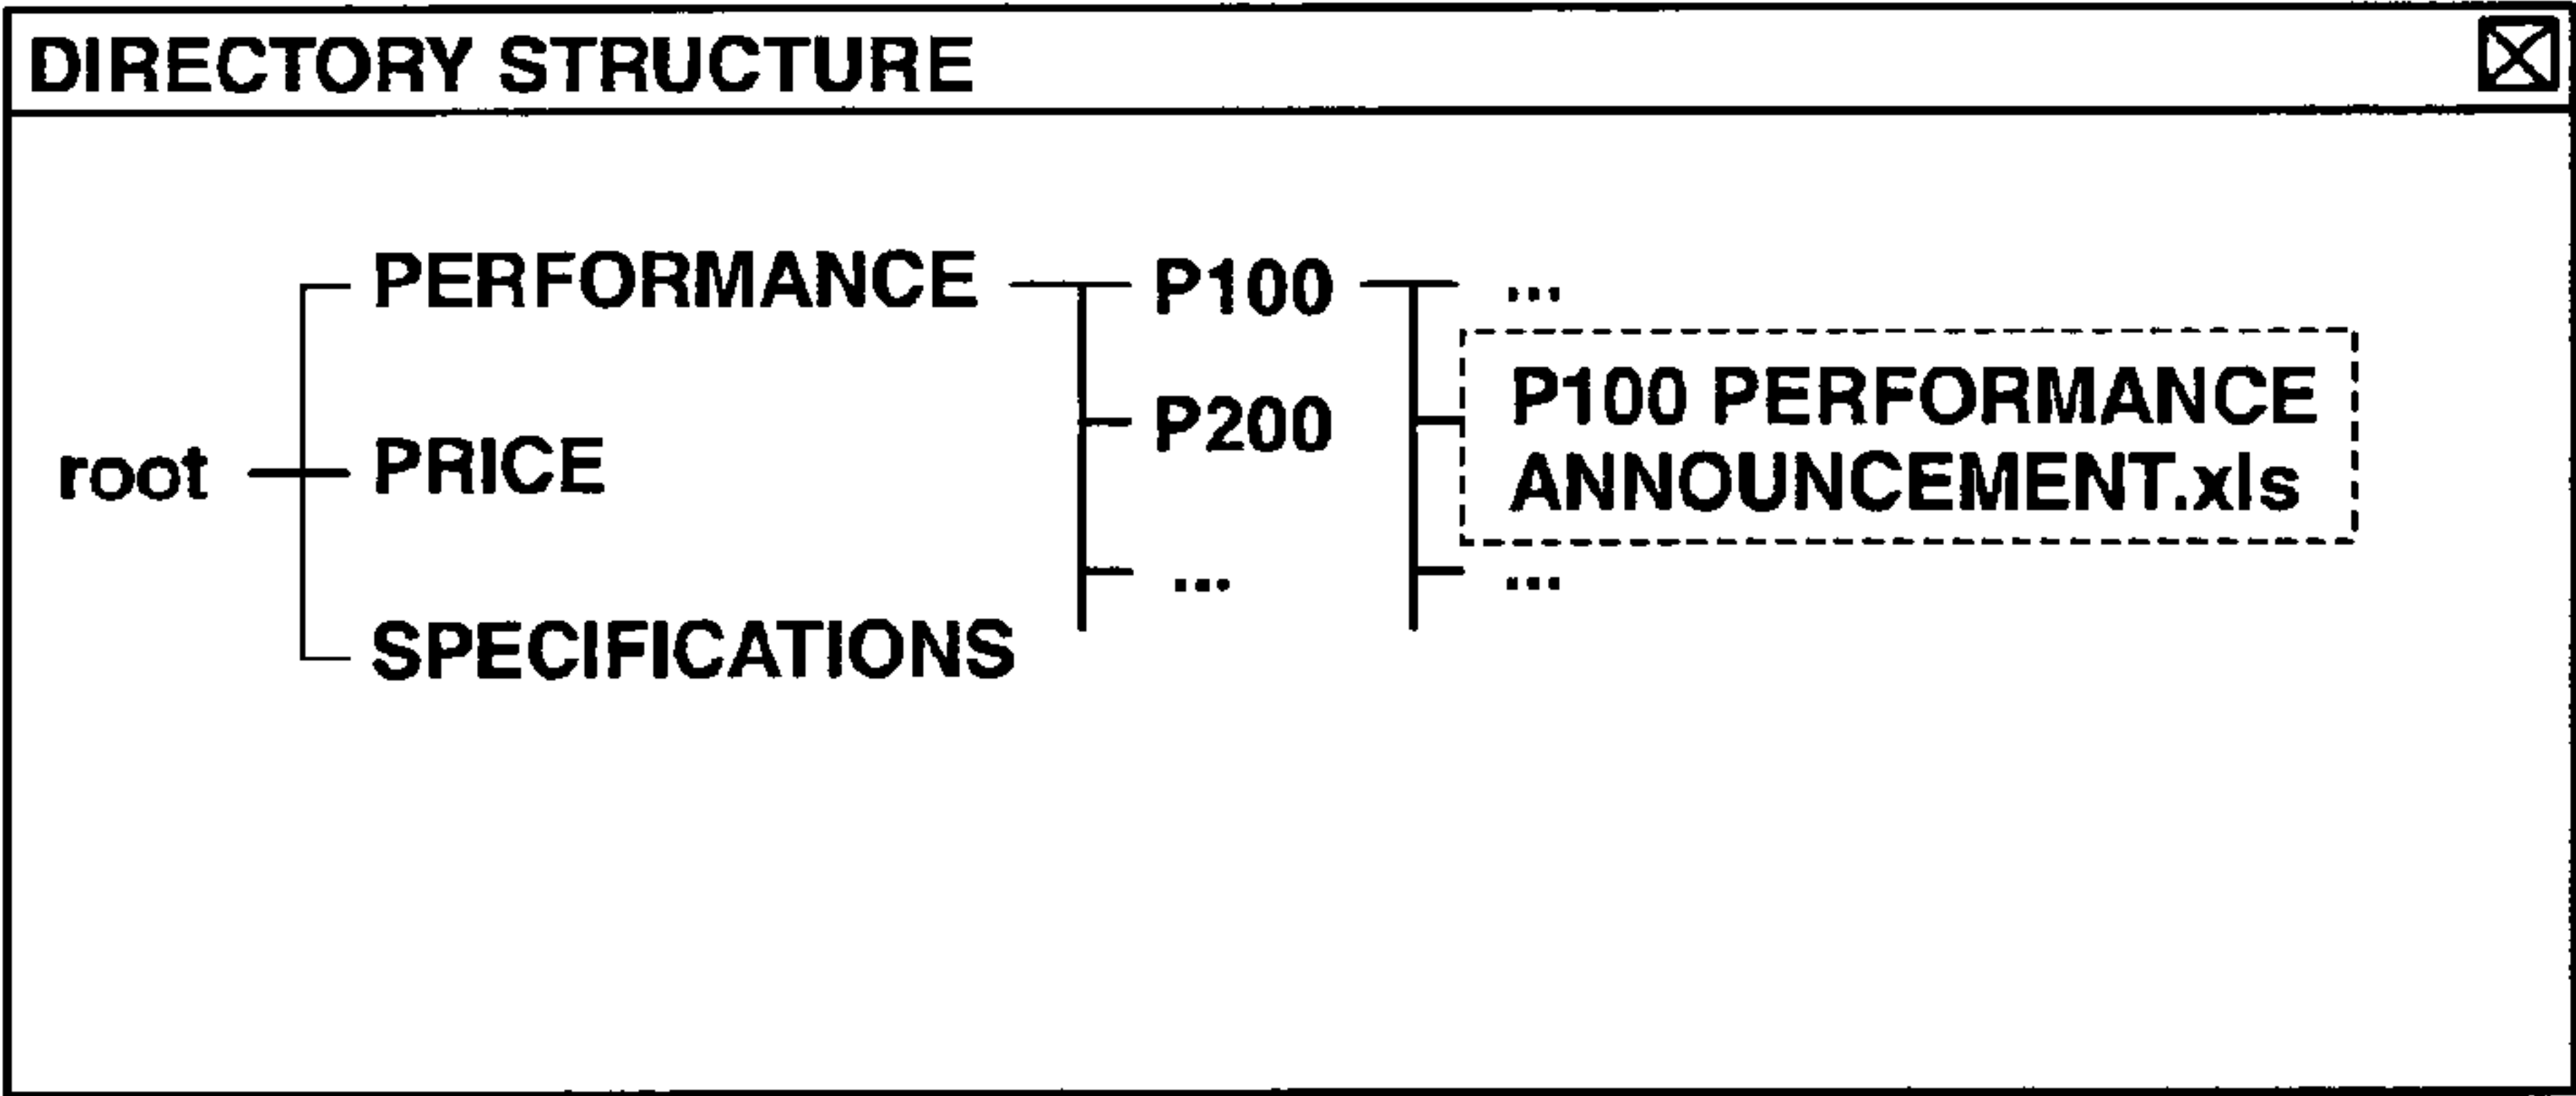 DIRECTORY STRUCTURE
PERFORMANCE P100 ...
P200 P100 PERFORMANCE
ANNOUNCEMENT.xls
root PRICE
... ...
SPECIFICATIONS